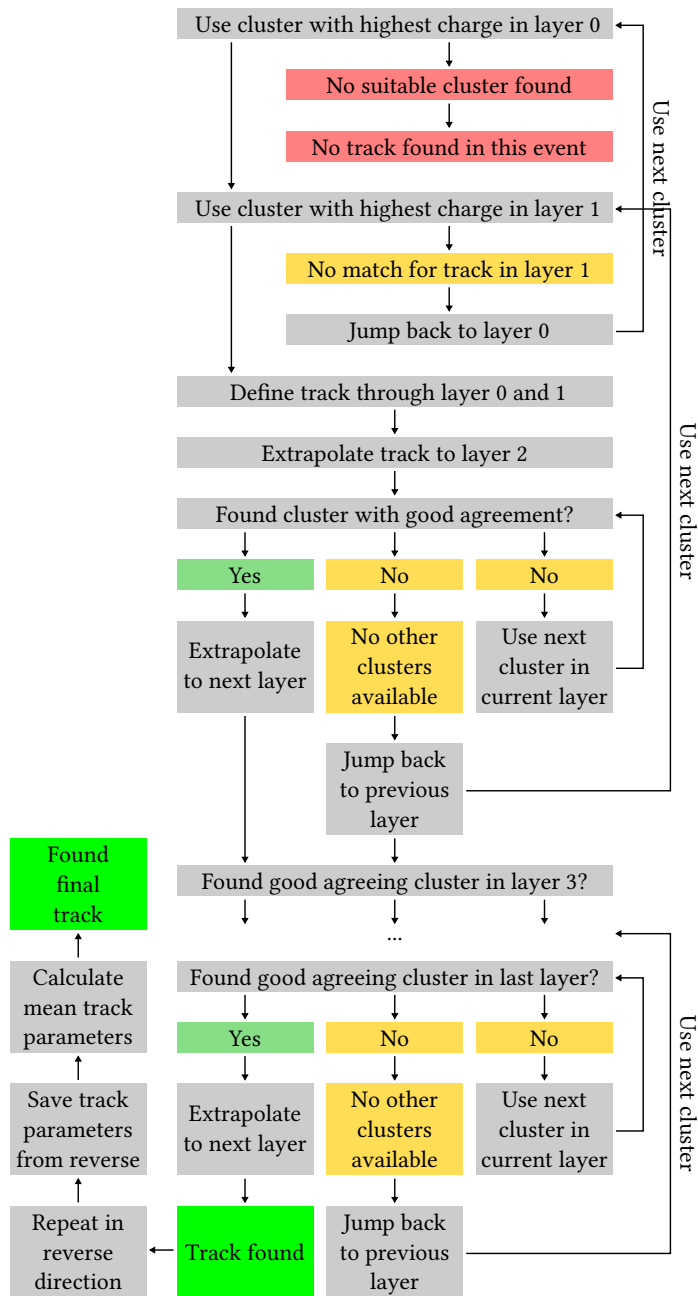 Use cluster with highest charge in layer 0
No suitable cluster found
No track found in this event
Use next cluster
Use cluster with highest charge in layer 1
No match for track in layer 1
Jump back to layer 0
Define track through layer 0 and 1
Extrapolate track to layer 2
Use next cluster
Found cluster with good agreement?
Yes
No
No
Extrapolate
to next layer
No other
clusters
available
Use next
cluster in
current layer
Jump back
to previous
layer
Found good agreeing cluster in layer 3?
...
Found good agreeing cluster in last layer?
Yes
No
No
Extrapolate
to next layer
No other
clusters
available
Use next
cluster in
current layer
Use next cluster
Track found
Jump back
to previous
layer
Repeat in
reverse
direction
Save track
parameters
from reverse
Calculate
mean track
parameters
Found
final
track